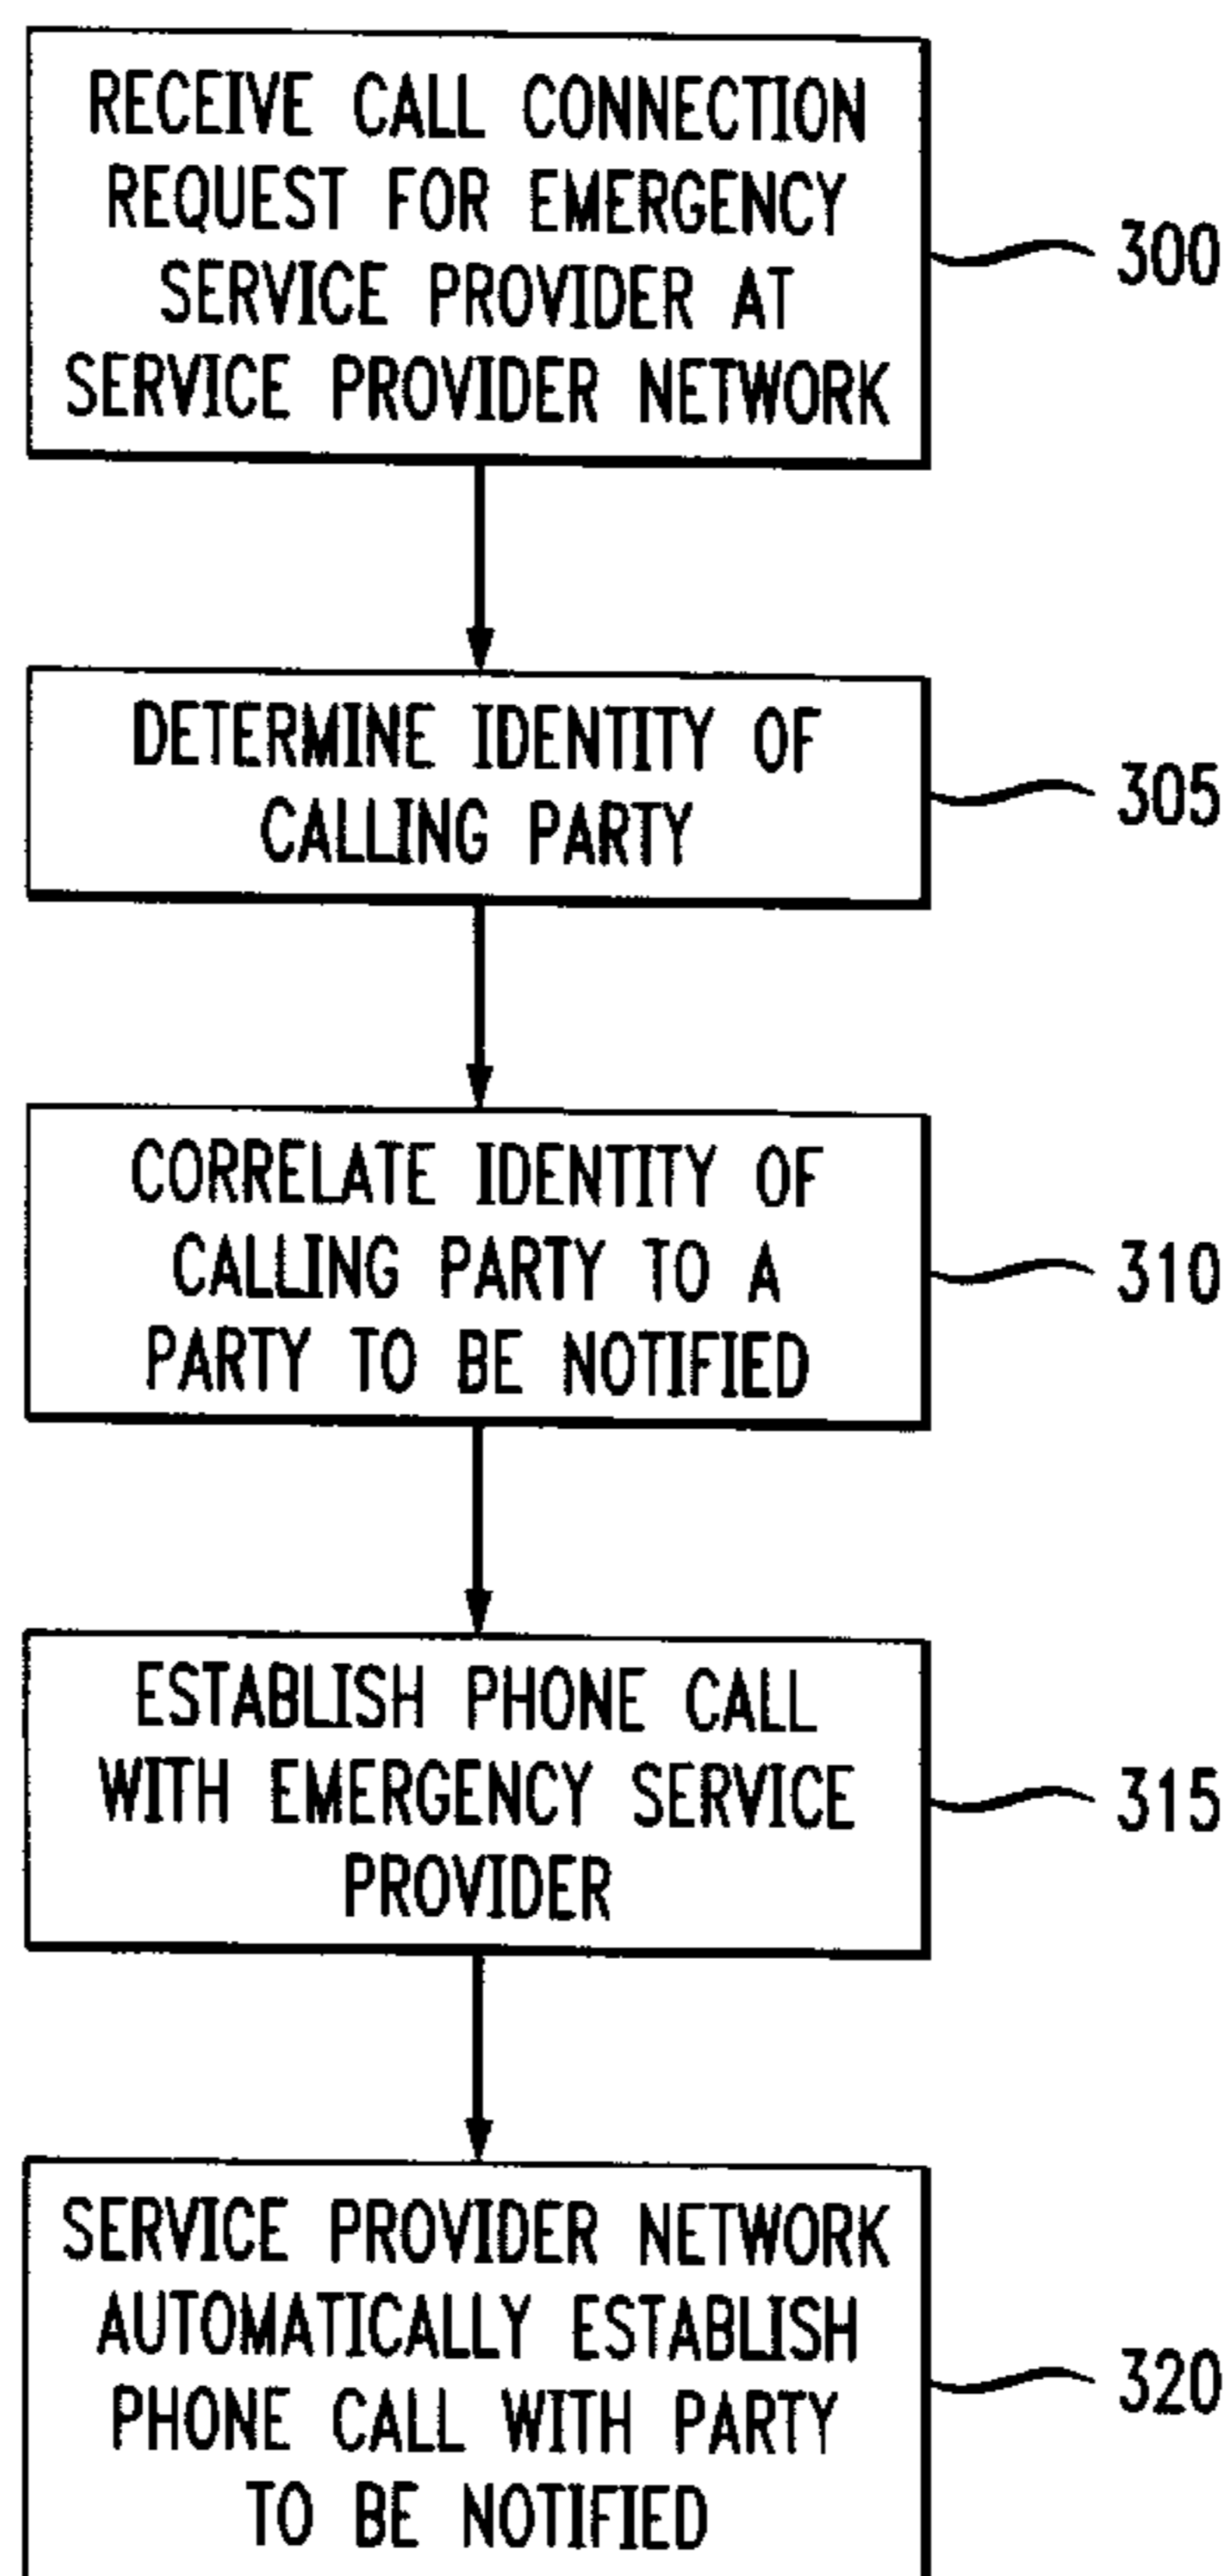 RECEIVE CALL CONNECTION
REQUEST FOR EMERGENCY
SERVICE PROVIDER AT
SERVICE PROVIDER NETWORK
300
DETERMINE IDENTITY OF
CALLING PARTY
305
CORRELATE IDENTITY OF
CALLING PARTY TO A
PARTY TO BE NOTIFIED
310
ESTABLISH PHONE CALL
WITH EMERGENCY SERVICE
PROVIDER
315
SERVICE PROVIDER NETWORK
AUTOMATICALLY ESTABLISH
PHONE CALL WITH PARTY
TO BE NOTIFIED
320